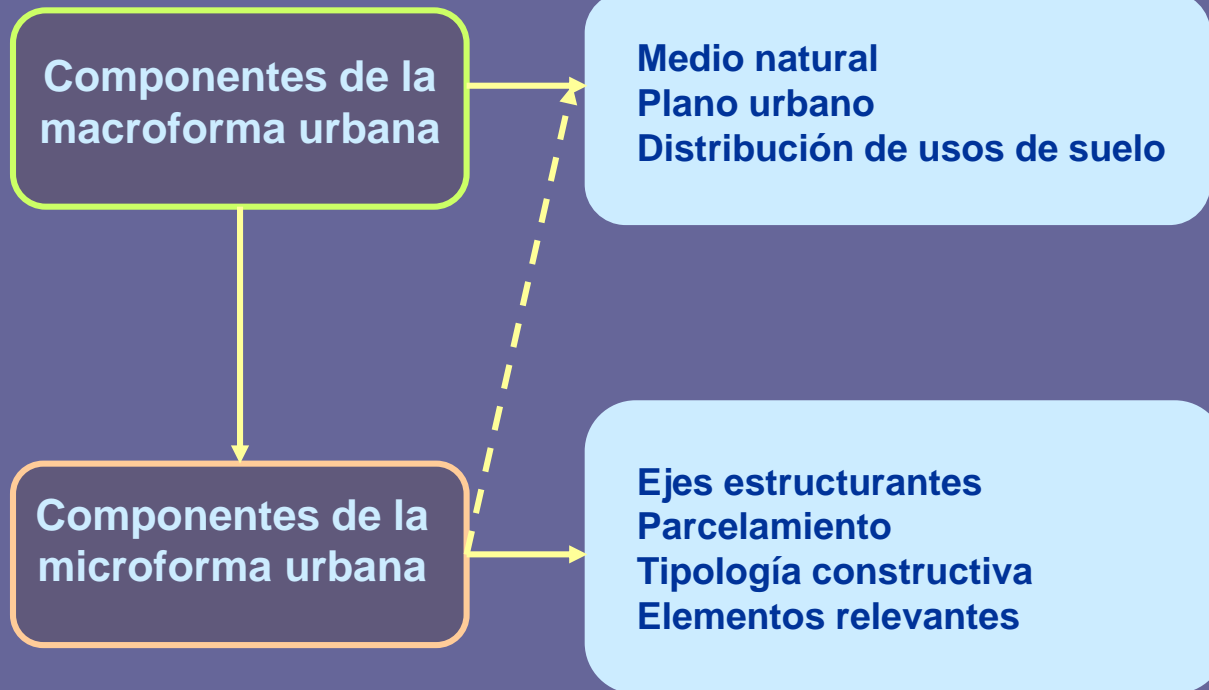 Componentes de la
macroforma urbana
Medio natural
Plano urbano
Distribución de usos de suelo
Componentes de la
microforma urbana
Ejes estructurantes
Parcelamiento
Tipología constructiva
Elementos relevantes